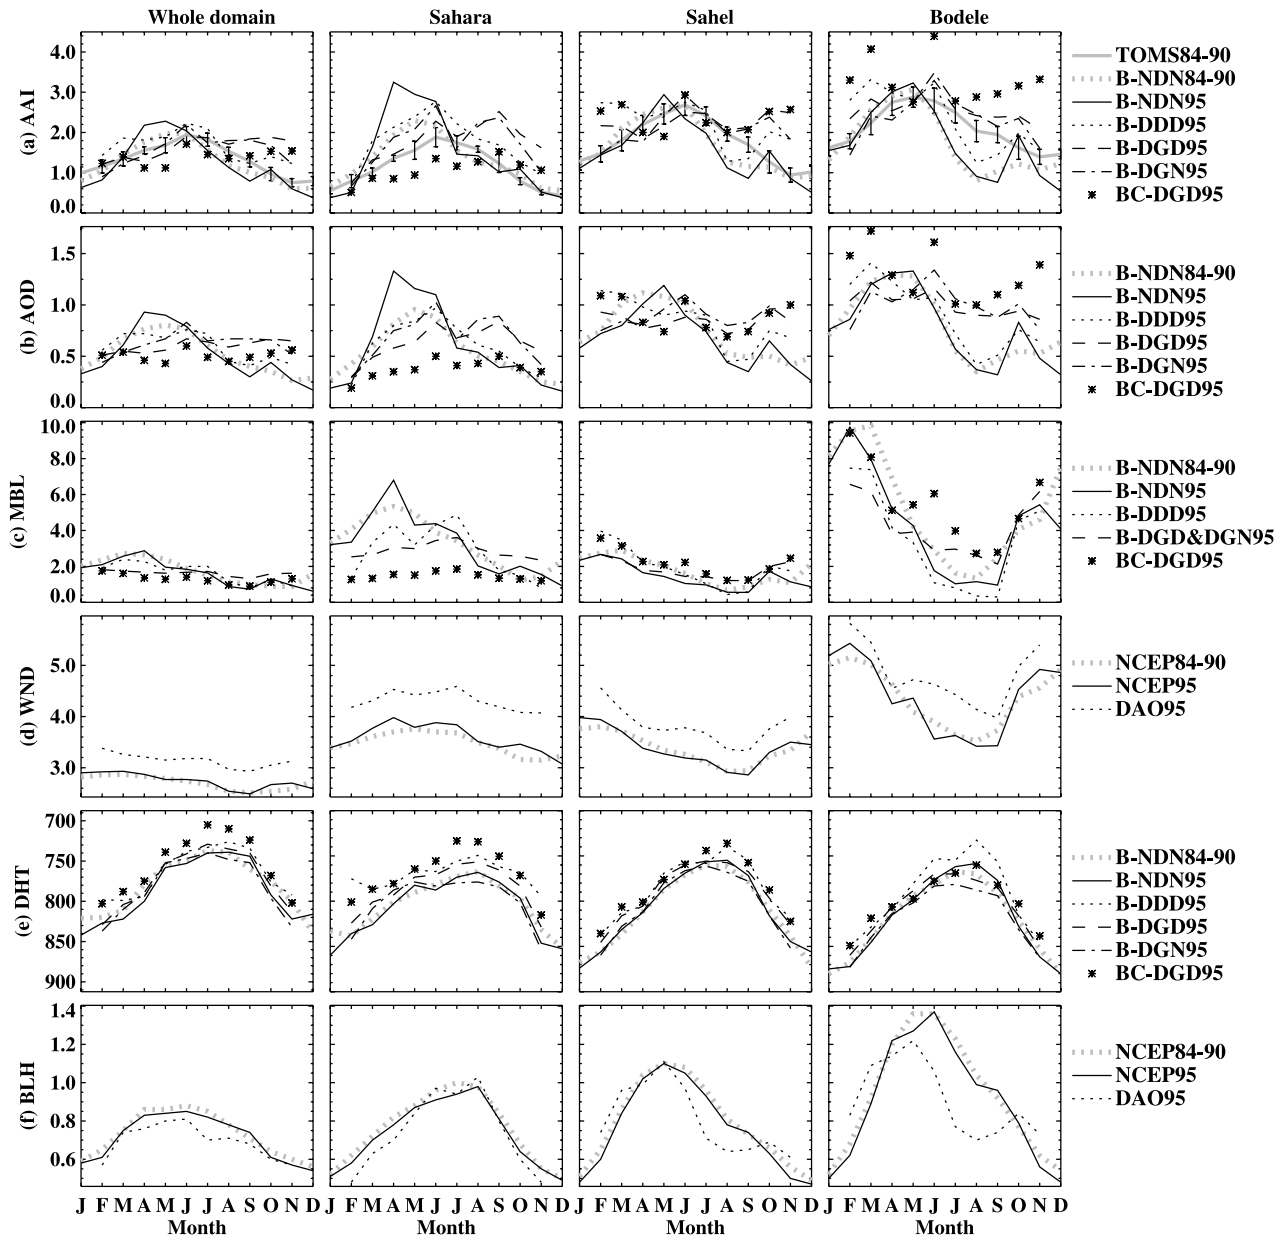 Whole domain Sahara Sahel Bodele
(a) AAI
4.0
3.0
2.0
1.0
0.0
TOMS84-90
B-NDN84-90
B-NDN95
B-DDD95
B-DGD95
B-DGN95
BC-DGD95
(b) AOD
1.5
1.0
0.5
0.0
B-NDN84-90
B-NDN95
B-DDD95
B-DGD95
B-DGN95
BC-DGD95
(c) MBL
10.0
8.0
6.0
4.0
2.0
0.0
B-NDN84-90
B-NDN95
B-DDD95
B-DGD&DGN95
BC-DGD95
(d) WND
5.0
4.0
3.0
NCEP84-90
NCEP95
DAO95
(e) DHT
700
750
800
850
900
B-NDN84-90
B-NDN95
B-DDD95
B-DGD95
B-DGN95
BC-DGD95
(f) BLH
1.4
1.2
1.0
0.8
0.6
NCEP84-90
NCEP95
DAO95
J F M A M J J A S O N D J F M A M J J A S O N D J F M A M J J A S O N D J F M A M J J A S O N D
Month Month Month Month